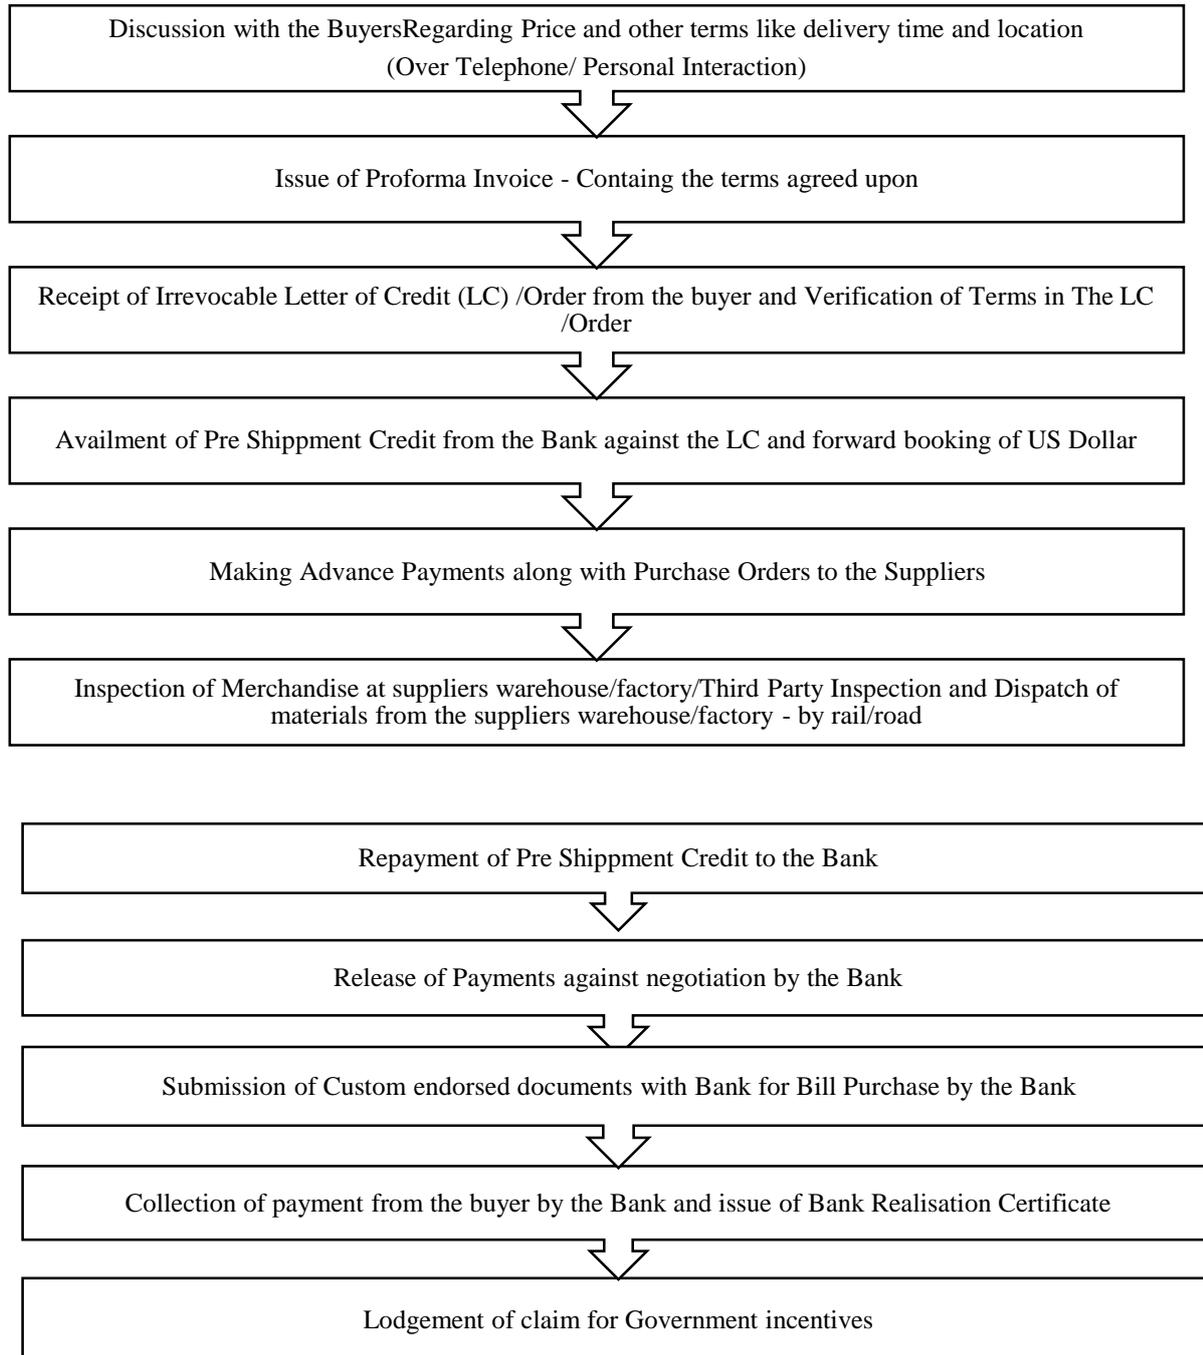 Discussion with the BuyersRegarding Price and other terms like delivery time and location
(Over Telephone/ Personal Interaction)
Issue of Proforma Invoice - Containg the terms agreed upon
Receipt of Irrevocable Letter of Credit (LC) /Order from the buyer and Verification of Terms in The LC
/Order
Availment of Pre Shippment Credit from the Bank against the LC and forward booking of US Dollar
Making Advance Payments along with Purchase Orders to the Suppliers
Inspection of Merchandise at suppliers warehouse/factory/Third Party Inspection and Dispatch of
materials from the suppliers warehouse/factory - by rail/road
Repayment of Pre Shippment Credit to the Bank
Release of Payments against negotiation by the Bank
Submission of Custom endorsed documents with Bank for Bill Purchase by the Bank
Collection of payment from the buyer by the Bank and issue of Bank Realisation Certificate
Lodgement of claim for Government incentives